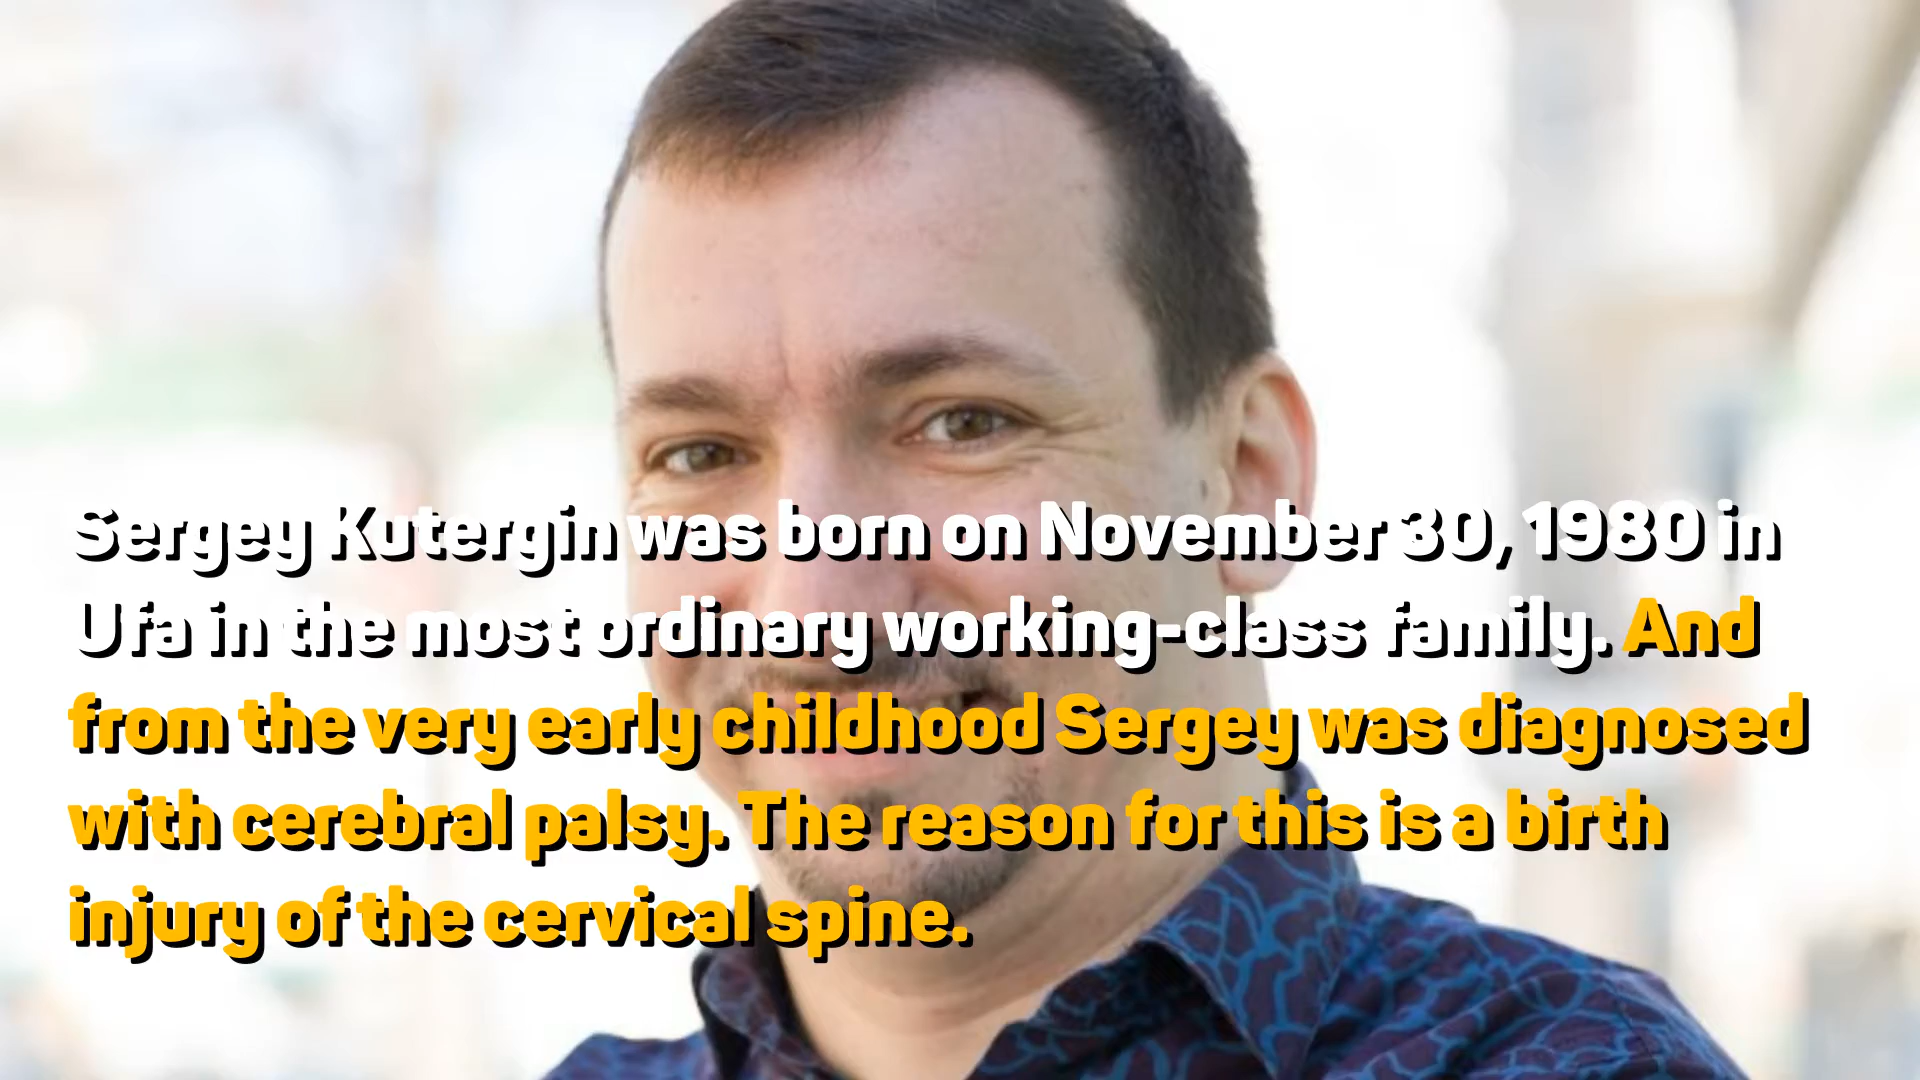 Sergey Kutergin was born on November 30, 1980 in
Ufa in the most ordinary working-class family. And
from the very early childhood Sergey was diagnosed
with cerebral palsy. The reason for this is a birth
injury of the cervical spine.